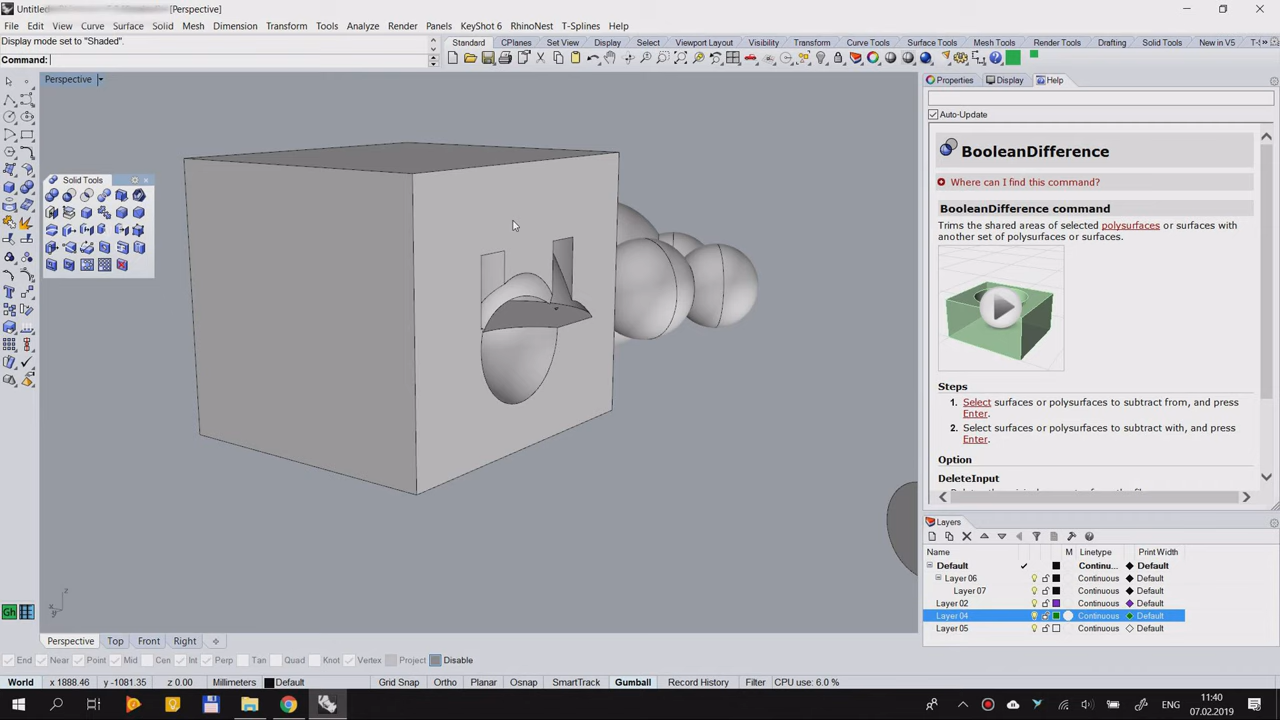 Untitled - [Perspective]
File Edit View Curve Surface Solid Mesh Dimension Transform Tools Analyze Render Panels KeyShot 6 RhinoNest T-Splines Help
Display mode set to "Shaded".
Command:
Standard CPlanes Set View Display Select Viewport Layout Visibility Transform Curve Tools Surface Tools Solid Tools Mesh Tools Render Tools Drafting New in V5
Perspective
Properties Display Help
Auto-Update
BooleanDifference
Where can I find this command?
BooleanDifference command
Trims the shared areas of selected polysurfaces or surfaces with another set of polysurfaces or surfaces.
Steps
1. Select surfaces or polysurfaces to subtract from, and press Enter.
2. Select surfaces or polysurfaces to subtract with, and press Enter.
Option
DeleteInput
Solid Tools
z
x
y
Gh
Layers
Name M Linetype Print Width
Default Continu... Default
Layer 06 Continuous Default
Layer 07 Continuous Default
Layer 02 Continuous Default
Layer 04 Continuous Default
Layer 05 Continuous Default
Perspective Top Front Right
End Near Point Mid Cen Int Perp Tan Quad Knot Vertex Project Disable
World x 1888.46 y -1081.35 z 0.00 Millimeters Default Grid Snap Ortho Planar Osnap SmartTrack Gumball Record History Filter CPU use: 6.0 %
ENG
11:40
07.02.2019